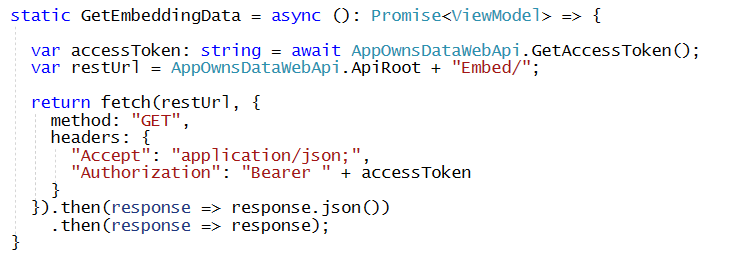 static GetEmbeddingData = async (): Promise<ViewModel> => {
var accessToken: string = await AppOwnsDataWebApi.GetAccessToken();
var restUrl = AppOwnsDataWebApi.ApiRoot + "Embed/";
return fetch(restUrl, {
method: "GET",
headers: {
"Accept": "application/json;",
"Authorization": "Bearer " + accessToken
}
}).then(response => response.json())
.then(response => response);
}